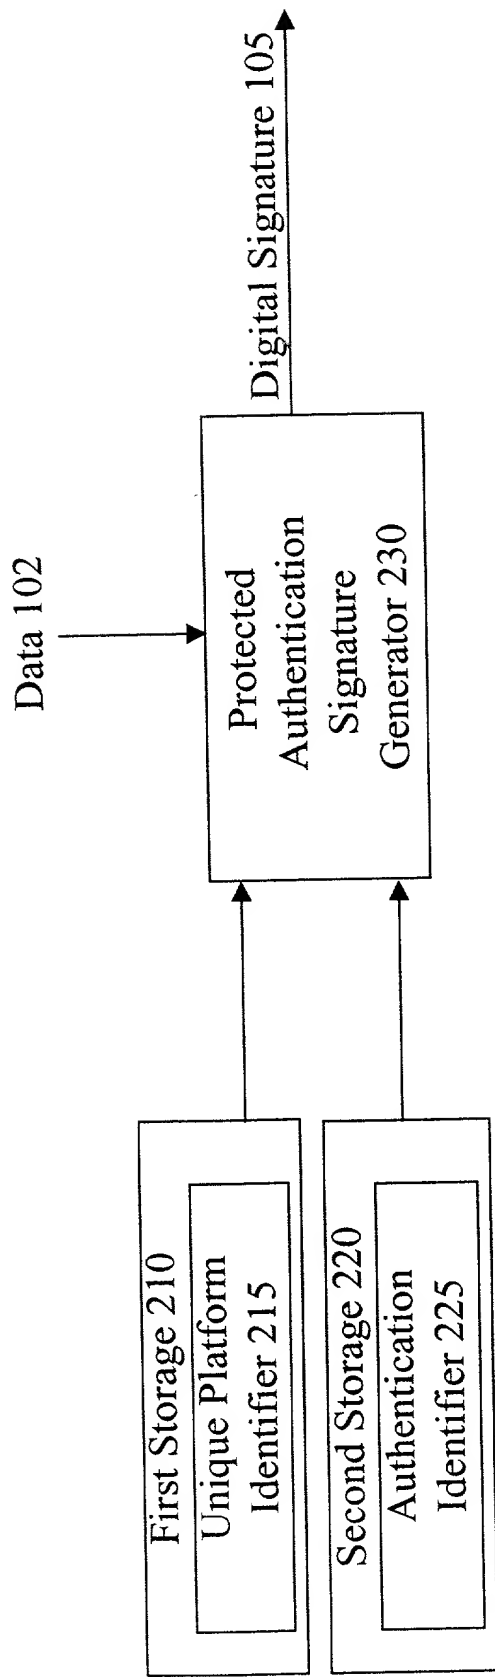 First Storage 210
Unique Platform
Identifier 215
Second Storage 220
Authentication
Identifier 225
Data 102
Protected
Authentication
Signature
Generator 230
Digital Signature 105